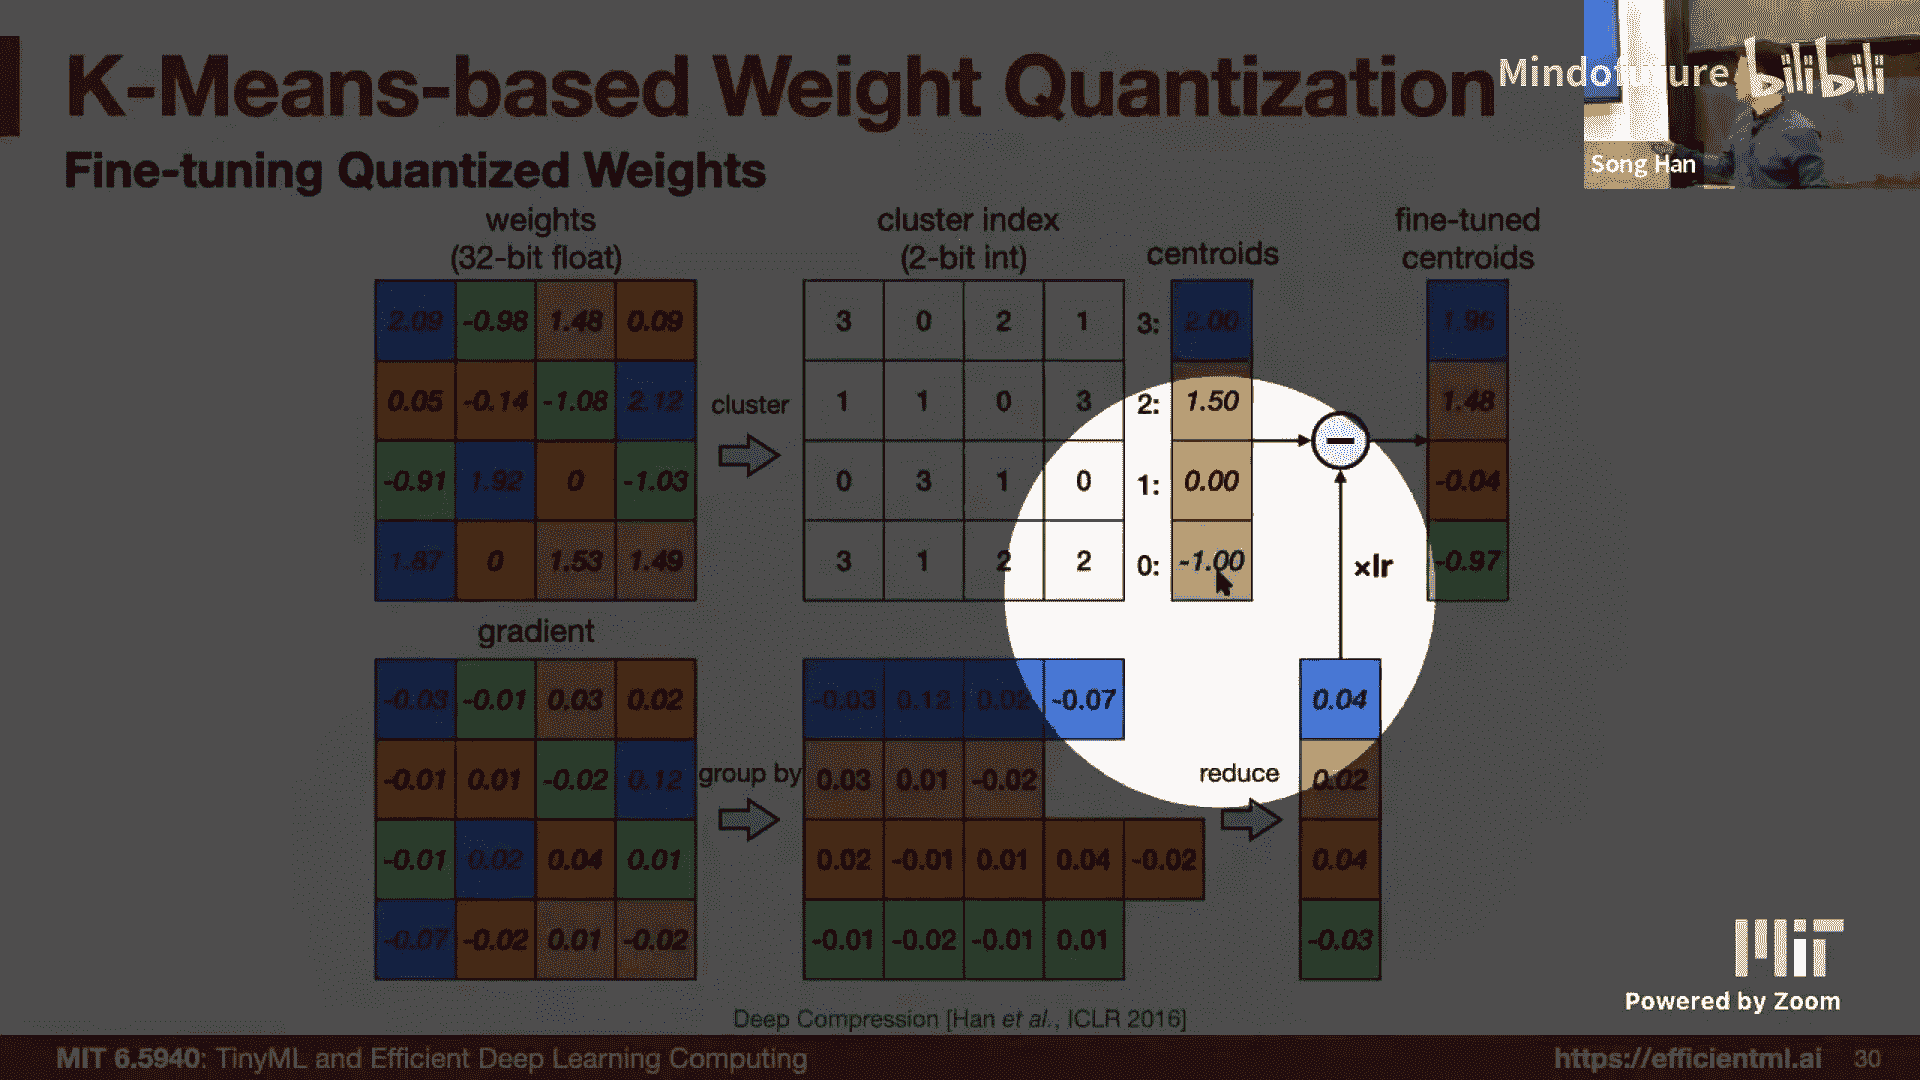 K-Means-based Weight Quantization
Mindofuture bilibili
Song Han
Fine-tuning Quantized Weights
weights
(32-bit float)
cluster index
(2-bit int)
centroids
fine-tuned
centroids
2.09 -0.98 1.48 0.09
0.05 -0.14 -1.08 2.12
-0.91 1.92 0 -1.03
1.87 0 1.53 1.49
cluster
3 0 2 1
1 1 0 3
0 3 1 0
3 1 2 2
3: 2.00
2: 1.50
1: 0.00
0: -1.00
×lr
1.96
1.48
-0.04
-0.97
gradient
-0.03 -0.01 0.03 0.02
-0.01 0.01 -0.02 0.12
-0.01 0.02 0.04 0.01
-0.07 -0.02 0.01 -0.02
group by
-0.03 0.12 0.02 -0.07
0.03 0.01 -0.02
0.02 -0.01 0.01 0.04 -0.02
-0.01 -0.02 -0.01 0.01
reduce
0.04
0.02
0.04
-0.03
Deep Compression [Han et al., ICLR 2016]
MIT
Powered by Zoom
MIT 6.5940: TinyML and Efficient Deep Learning Computing
https://efficientml.ai 30